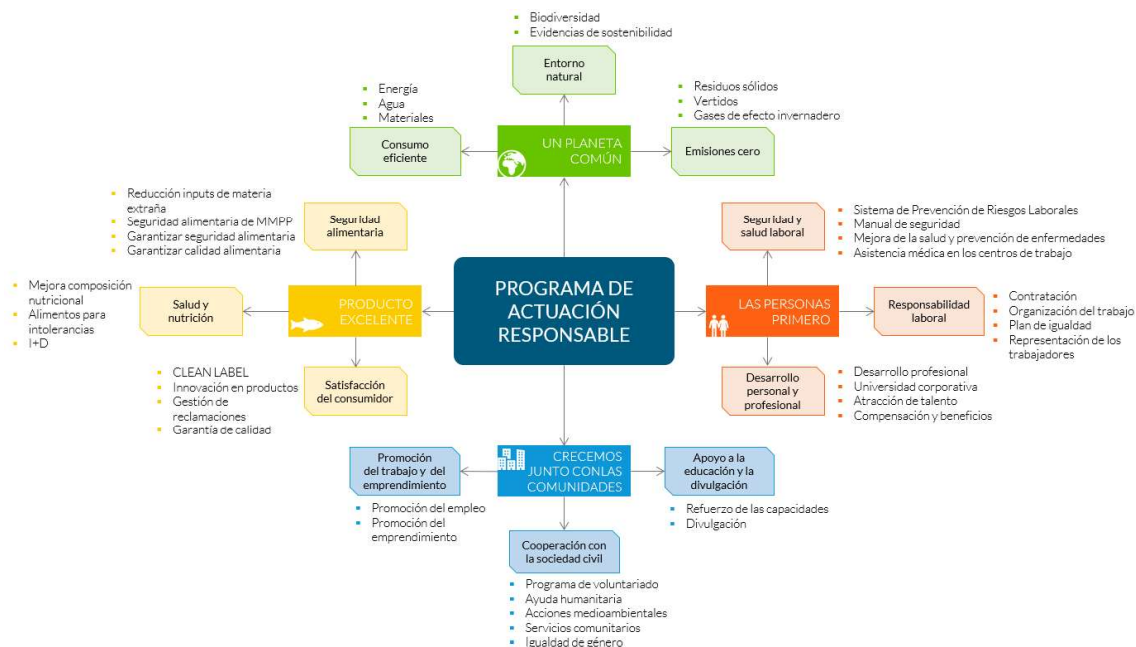 Biodiversidad
Evidencias de sostenibilidad
Entorno
natural
Energía
Agua
Materiales
Consumo
eficiente
UN PLANETA
COMÚN
Residuos sólidos
Vertidos
Gases de efecto invernadero
Emisiones cero
Reducción inputs de materia
extraña
Seguridad alimentaria de MMPP
Garantizar seguridad alimentaria
Garantizar calidad alimentaria
Seguridad
alimentaria
Mejora composición
nutricional
Alimentos para
intolerancias
I+D
Salud y
nutrición
PRODUCTO
EXCELENTE
CLEAN LABEL
Innovación en productos
Gestión de
reclamaciones
Garantía de calidad
Satisfacción
del consumidor
PROGRAMA DE
ACTUACIÓN
RESPONSABLE
Seguridad y
salud laboral
Sistema de Prevención de Riesgos Laborales
Manual de seguridad
Mejora de la salud y prevención de enfermedades
Asistencia médica en los centros de trabajo
LAS PERSONAS
PRIMERO
Responsabilidad
laboral
Contratación
Organización del trabajo
Plan de igualdad
Representación de los
trabajadores
Desarrollo
personal y
profesional
Desarrollo profesional
Universidad corporativa
Atracción de talento
Compensación y beneficios
Promoción
del trabajo y del
emprendimiento
Promoción del empleo
Promoción del
emprendimiento
CRECEMOS
JUNTO CONLAS
COMUNIDADES
Apoyo a la
educación y la
divulgación
Refuerzo de las capacidades
Divulgación
Cooperación con
la sociedad civil
Programa de voluntariado
Ayuda humanitaria
Acciones medioambientales
Servicios comunitarios
Igualdad de género